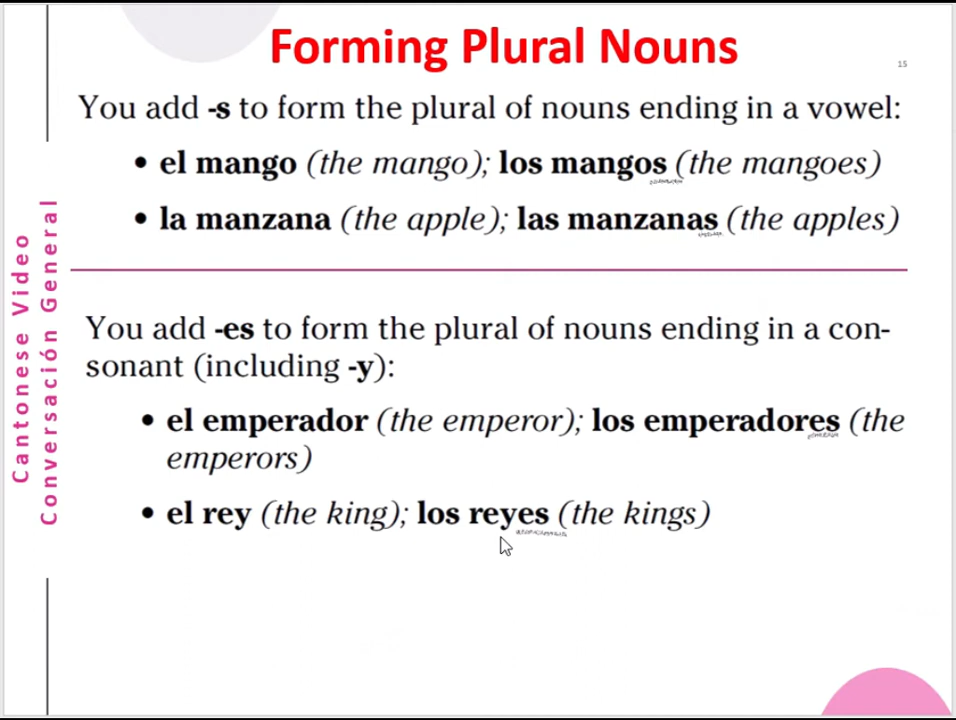 Forming Plural Nouns
15
You add -s to form the plural of nouns ending in a vowel:
• el mango (the mango); los mangos (the mangoes)
• la manzana (the apple); las manzanas (the apples)
You add -es to form the plural of nouns ending in a con-
sonant (including -y):
• el emperador (the emperor); los emperadores (the
emperors)
• el rey (the king); los reyes (the kings)
Cantonese Video
Conversación General